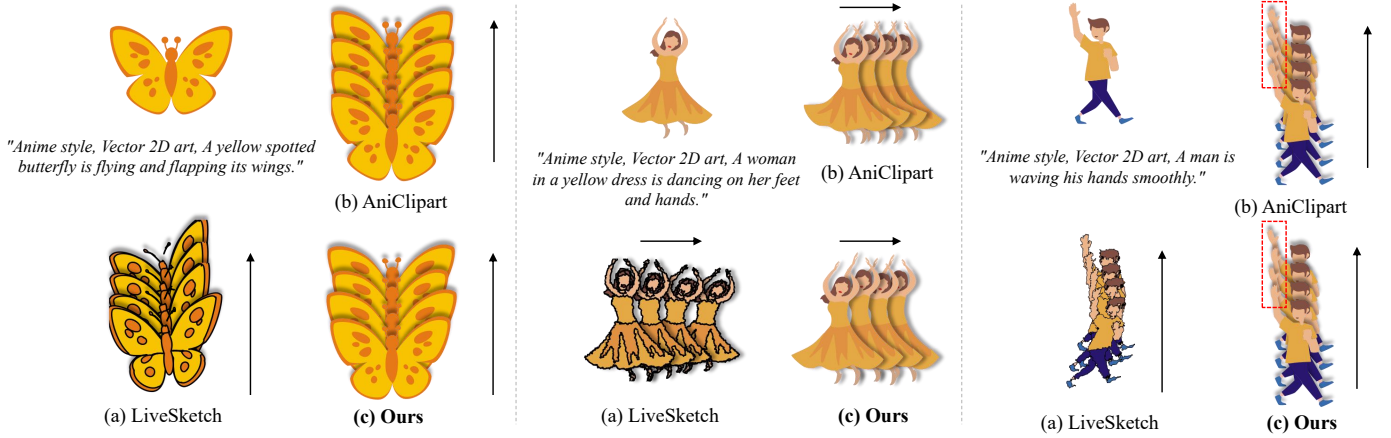 "Anime style, Vector 2D art, A yellow spotted
butterfly is flying and flapping its wings."
(b) AniClipart
(a) LiveSketch
(c) Ours
"Anime style, Vector 2D art, A woman
in a yellow dress is dancing on her feet
and hands."
(b) AniClipart
(a) LiveSketch
(c) Ours
"Anime style, Vector 2D art, A man is
waving his hands smoothly."
(b) AniClipart
(a) LiveSketch
(c) Ours